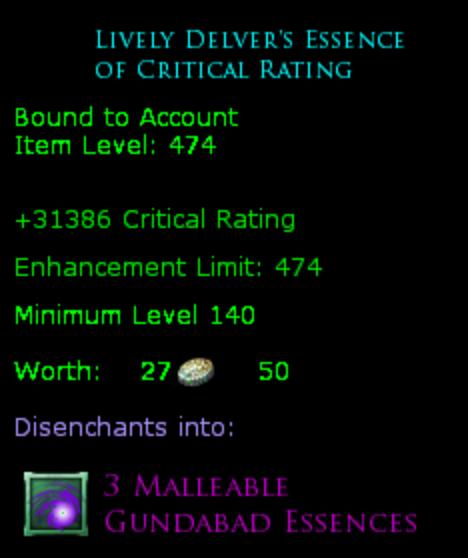 Lively Delver's Essence
of Critical Rating
Bound to Account
Item Level: 474
+31386 Critical Rating
Enhancement Limit: 474
Minimum Level 140
Worth: 27 50
Disenchants into:
3 Malleable
Gundabad Essences